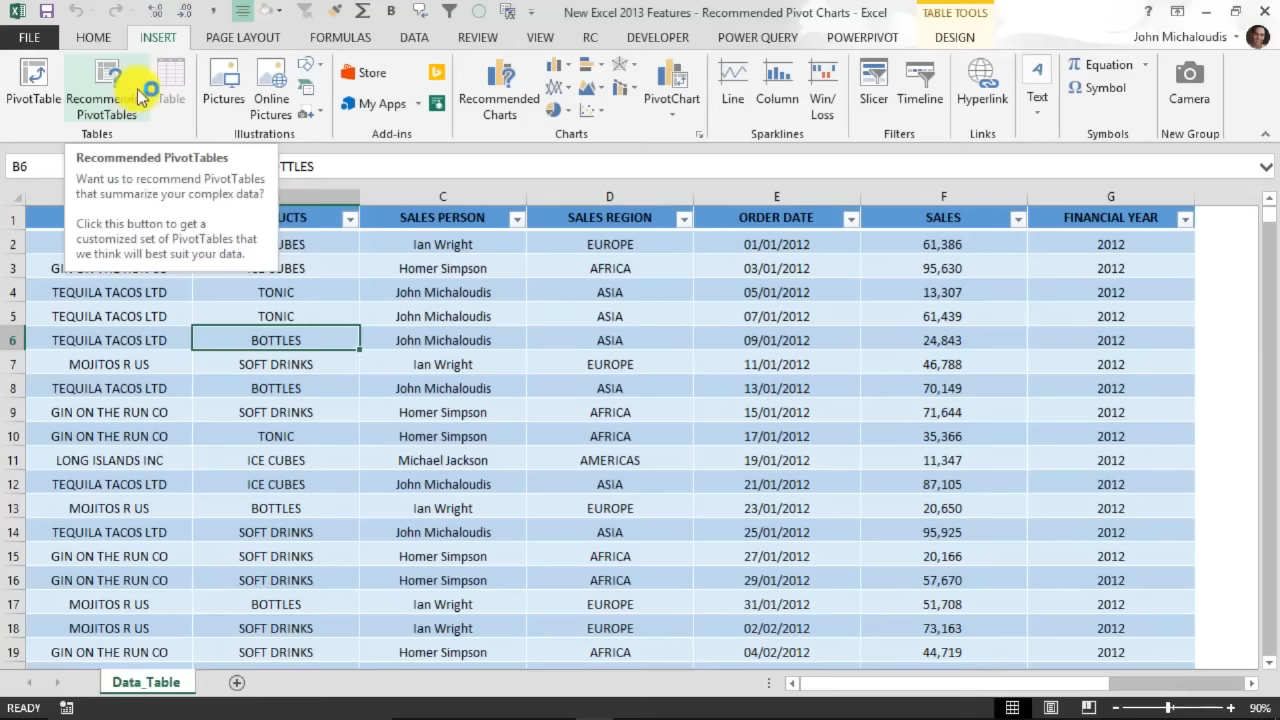 New Excel 2013 Features - Recommended Pivot Charts - Excel
TABLE TOOLS
FILE HOME INSERT PAGE LAYOUT FORMULAS DATA REVIEW VIEW RC DEVELOPER POWER QUERY POWERPIVOT DESIGN John Michaloudis
PivotTable
Recommen
PivotTables
Table
Pictures
Online
Pictures
Store
My Apps
Recommended
Charts
PivotChart
Line
Column
Win/
Loss
Slicer
Timeline
Hyperlink
Text
Equation
Symbol
Camera
Tables Illustrations Add-ins Charts Sparklines Filters Links Symbols New Group
B6 TTLES
Recommended PivotTables
Want us to recommend PivotTables
that summarize your complex data?
Click this button to get a
customized set of PivotTables that
we think will best suit your data.
C D E F G
1 UCTS SALES PERSON SALES REGION ORDER DATE SALES FINANCIAL YEAR
2 CUBES Ian Wright EUROPE 01/01/2012 61,386 2012
3 Homer Simpson AFRICA 03/01/2012 95,630 2012
4 TEQUILA TACOS LTD TONIC John Michaloudis ASIA 05/01/2012 13,307 2012
5 TEQUILA TACOS LTD TONIC John Michaloudis ASIA 07/01/2012 61,439 2012
6 TEQUILA TACOS LTD BOTTLES John Michaloudis ASIA 09/01/2012 24,843 2012
7 MOJITOS R US SOFT DRINKS Ian Wright EUROPE 11/01/2012 46,788 2012
8 TEQUILA TACOS LTD BOTTLES John Michaloudis ASIA 13/01/2012 70,149 2012
9 GIN ON THE RUN CO SOFT DRINKS Homer Simpson AFRICA 15/01/2012 71,644 2012
10 GIN ON THE RUN CO TONIC Homer Simpson AFRICA 17/01/2012 35,366 2012
11 LONG ISLANDS INC ICE CUBES Michael Jackson AMERICAS 19/01/2012 11,347 2012
12 TEQUILA TACOS LTD ICE CUBES John Michaloudis ASIA 21/01/2012 87,105 2012
13 MOJITOS R US BOTTLES Ian Wright EUROPE 23/01/2012 20,650 2012
14 TEQUILA TACOS LTD SOFT DRINKS John Michaloudis ASIA 25/01/2012 95,925 2012
15 GIN ON THE RUN CO SOFT DRINKS Homer Simpson AFRICA 27/01/2012 20,166 2012
16 GIN ON THE RUN CO SOFT DRINKS Homer Simpson AFRICA 29/01/2012 57,670 2012
17 MOJITOS R US BOTTLES Ian Wright EUROPE 31/01/2012 51,708 2012
18 MOJITOS R US SOFT DRINKS Ian Wright EUROPE 02/02/2012 73,163 2012
19 GIN ON THE RUN CO SOFT DRINKS Homer Simpson AFRICA 04/02/2012 44,719 2012
Data_Table
READY 90%